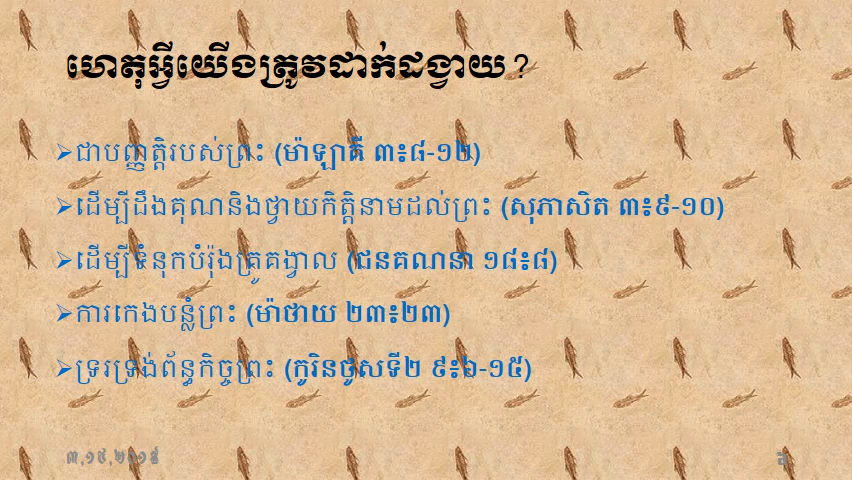 ហេតុអ្វីយើងត្រូវដាក់ដង្វាយ?
➢ជាបញ្ញត្តិរបស់ព្រះ (ម៉ាឡាគី ៣៖៨-១២)
➢ដើម្បីដឹងគុណនិងថ្វាយកិត្តិនាមដល់ព្រះ (សុភាសិត ៣៖៩-១០)
➢ដើម្បីទំនុកបំរ៉ុងគ្រូគង្វាល (ជនគណនា ១៨៖៨)
➢ការកេងបន្លំព្រះ (ម៉ាថាយ ២៣៖២៣)
➢ទ្រទ្រង់ព័ន្ធកិច្ចព្រះ (កូរិនថូសទី២ ៩៖៦-១៥)